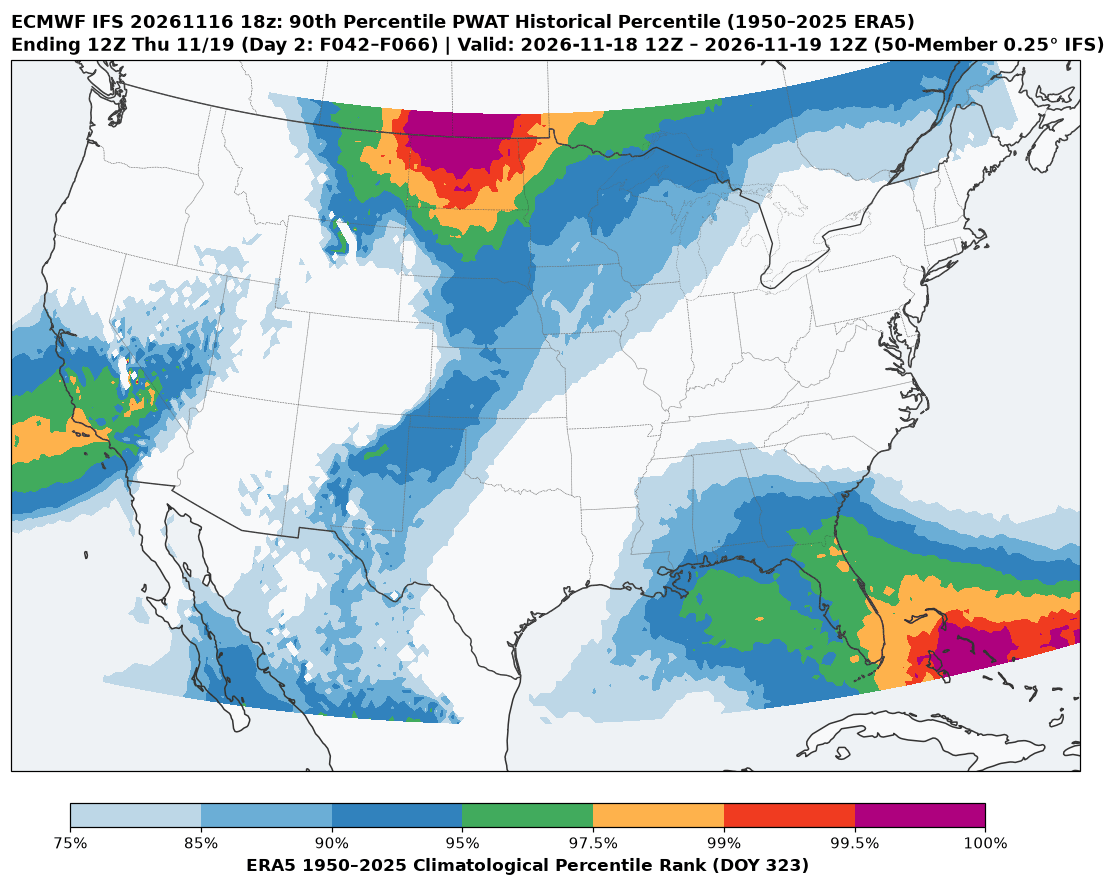 ECMWF IFS 20261116 18z: 90th Percentile PWAT Historical Percentile (1950–2025 ERA5)
Ending 12Z Thu 11/19 (Day 2: F042–F066) | Valid: 2026-11-18 12Z – 2026-11-19 12Z (50-Member 0.25° IFS)
75% 85% 90% 95% 97.5% 99% 99.5% 100%
ERA5 1950–2025 Climatological Percentile Rank (DOY 323)